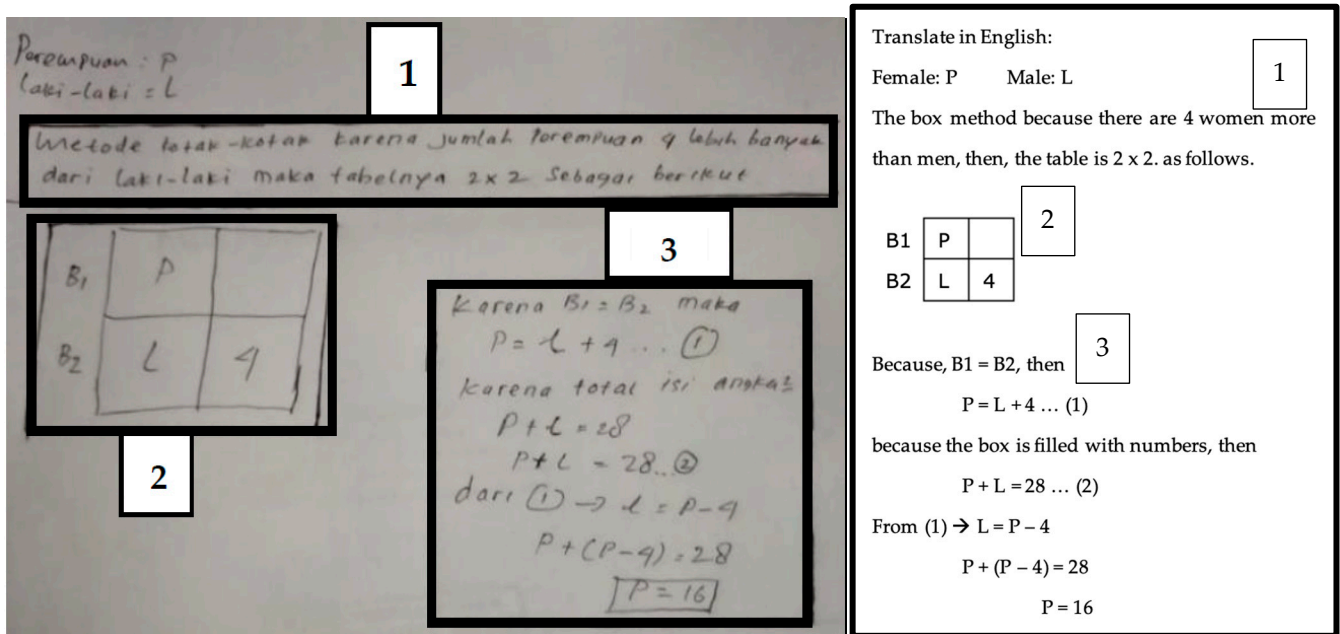 Perempuan : P
Laki-laki = L
1
Metode kotak-kotak karena jumlah Perempuan 4 lebih banyak
dari laki-laki maka tabelnya 2x2 sebagai berikut
B1 P
B2 L 4
2
3
Karena B1 = B2 maka
P = L + 4 ... ①
Karena total isi angka2
P + L = 28
P + L = 28 .. ②
dari ① → L = P - 4
P + (P - 4) = 28
P = 16
Translate in English:
Female: P Male: L
1
The box method because there are 4 women more
than men, then, the table is 2 x 2. as follows.
2
B1 P
B2 L 4
3
Because, B1 = B2, then
P = L + 4 … (1)
because the box is filled with numbers, then
P + L = 28 … (2)
From (1) → L = P – 4
P + (P – 4) = 28
P = 16